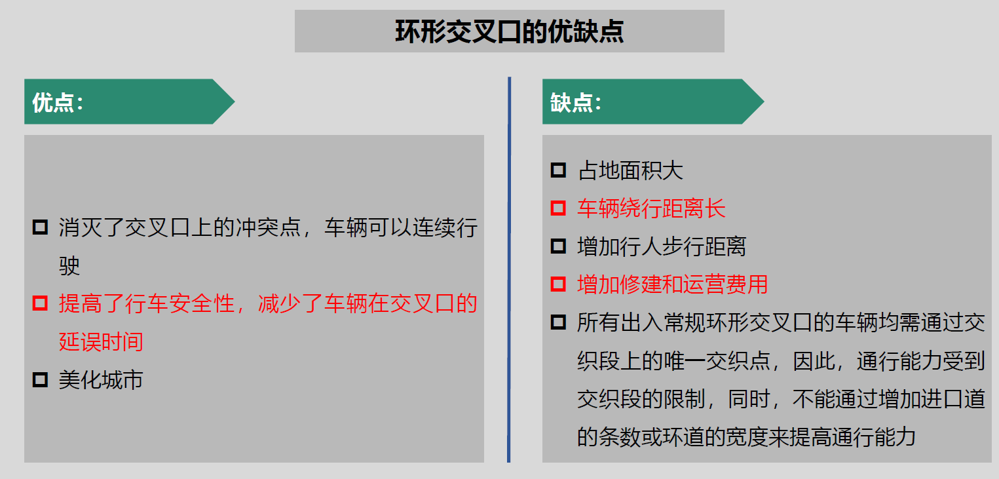 环形交叉口的优缺点
优点：
消灭了交叉口上的冲突点，车辆可以连续行
驶
提高了行车安全性，减少了车辆在交叉口的
延误时间
美化城市
缺点：
占地面积大
车辆绕行距离长
增加行人步行距离
增加修建和运营费用
所有出入常规环形交叉口的车辆均需通过交
织段上的唯一交织点，因此，通行能力受到
交织段的限制，同时，不能通过增加进口道
的条数或环道的宽度来提高通行能力